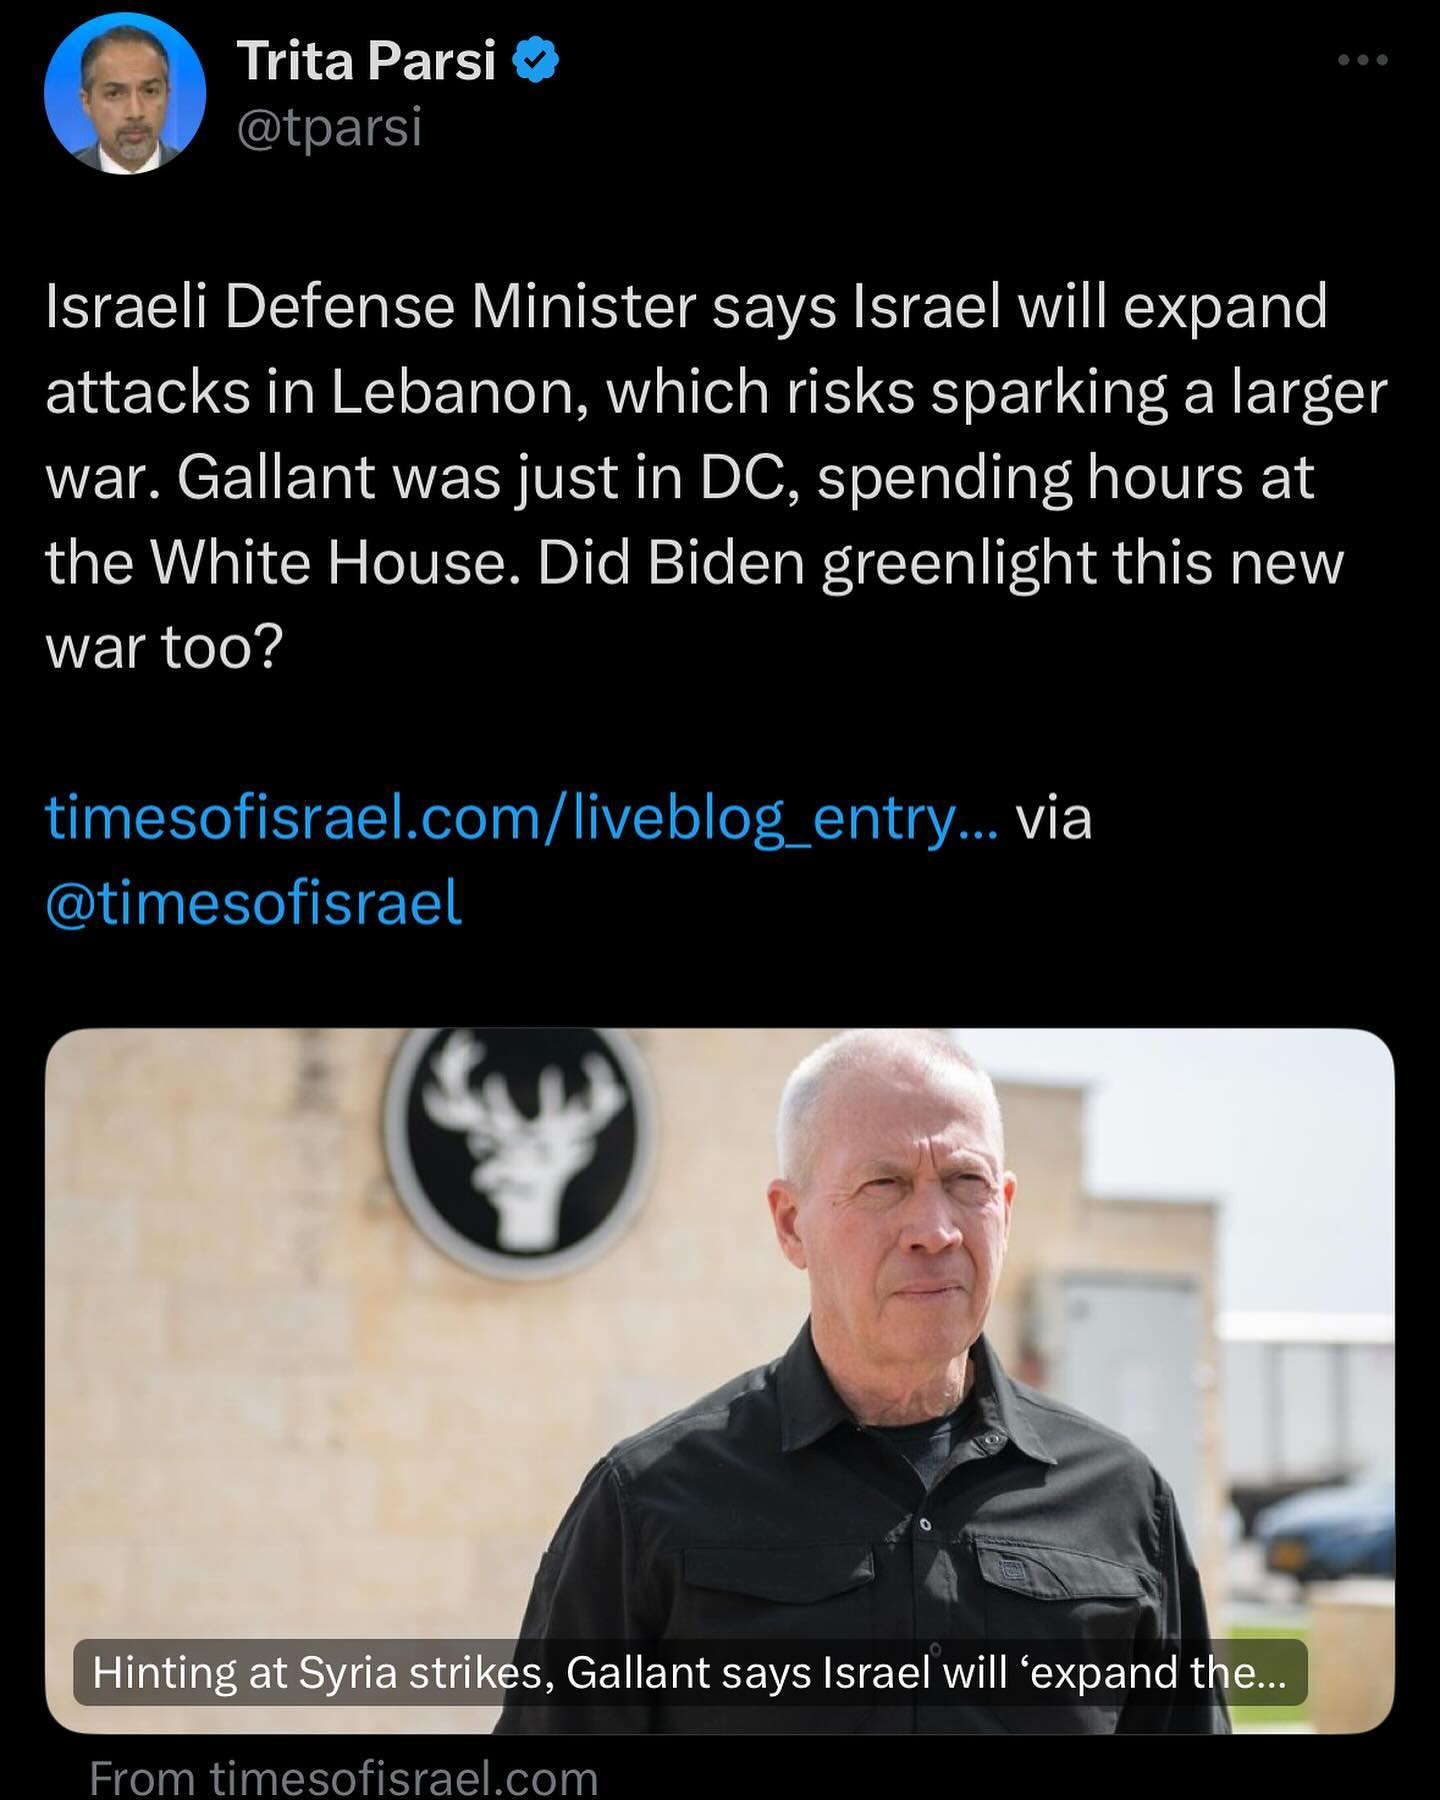 Trita Parsi
@tparsi
Israeli Defense Minister says Israel will expand
attacks in Lebanon, which risks sparking a larger
war. Gallant was just in DC, spending hours at
the White House. Did Biden greenlight this new
war too?
timesofisrael.com/liveblog_entry... via
@timesofisrael
Hinting at Syria strikes, Gallant says Israel will ‘expand the...
From timesofisrael.com